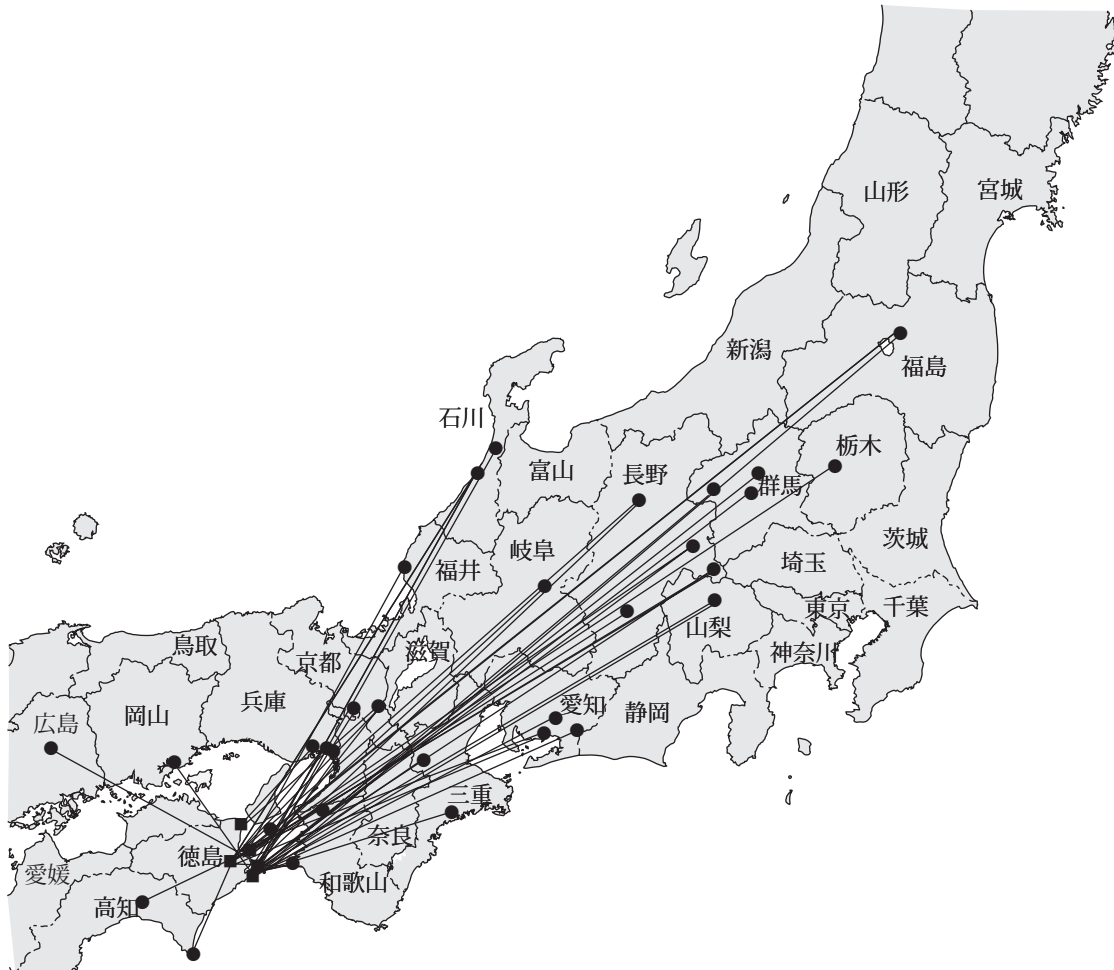 山形
宮城
新潟
福島
石川
栃木
富山
長野
群馬
茨城
岐阜
福井
埼玉
東京
千葉
鳥取
京都
滋賀
山梨
神奈川
兵庫
広島
岡山
愛知
静岡
三重
奈良
徳島
愛媛
和歌山
高知